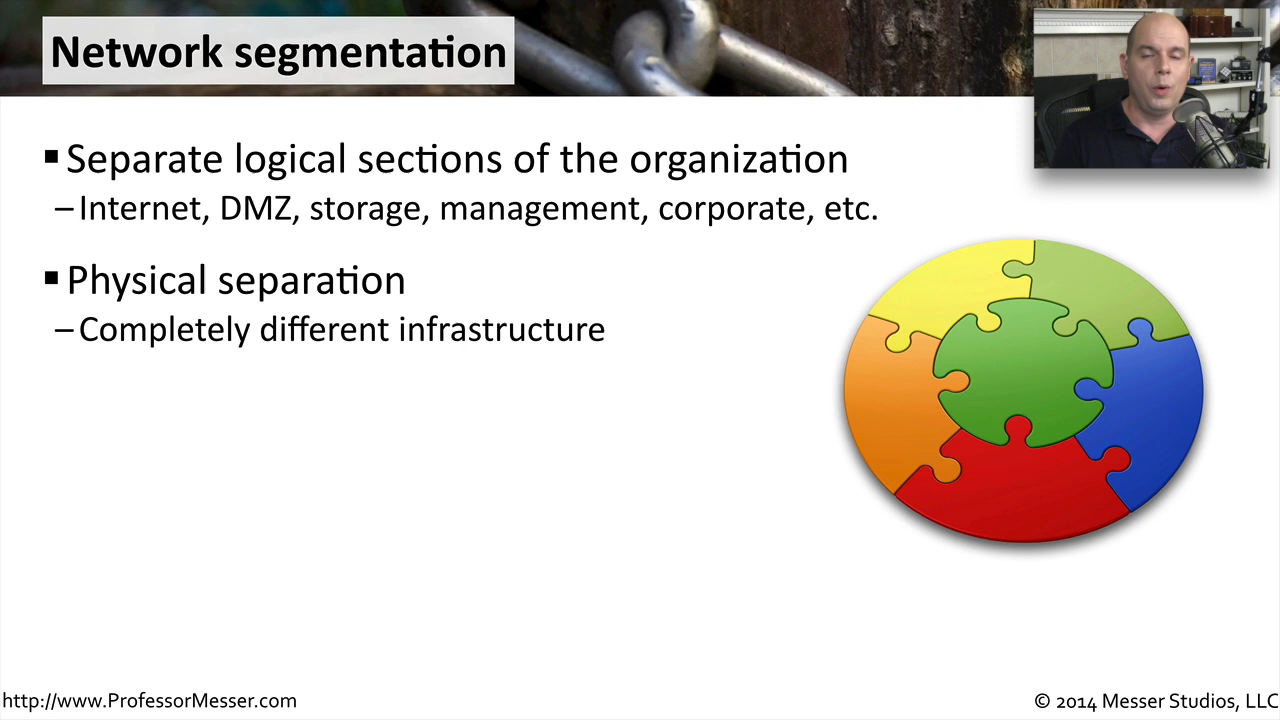 Network segmentation
▪ Separate logical sections of the organization
– Internet, DMZ, storage, management, corporate, etc.
▪ Physical separation
– Completely different infrastructure
http://www.ProfessorMesser.com
© 2014 Messer Studios, LLC